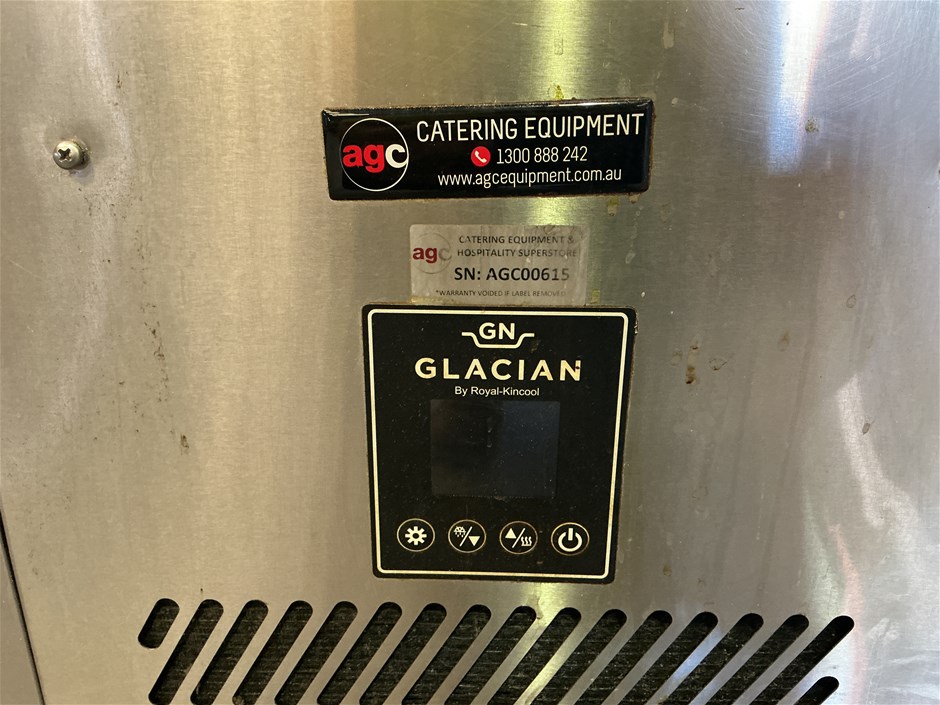 agc
CATERING EQUIPMENT
1300 888 242
www.agcequipment.com.au
agc
CATERING EQUIPMENT &
HOSPITALITY SUPERSTORE
SN: AGC00615
*WARRANTY VOIDED IF LABEL REMOVED
GN
GLACIAN
By Royal-Kincool